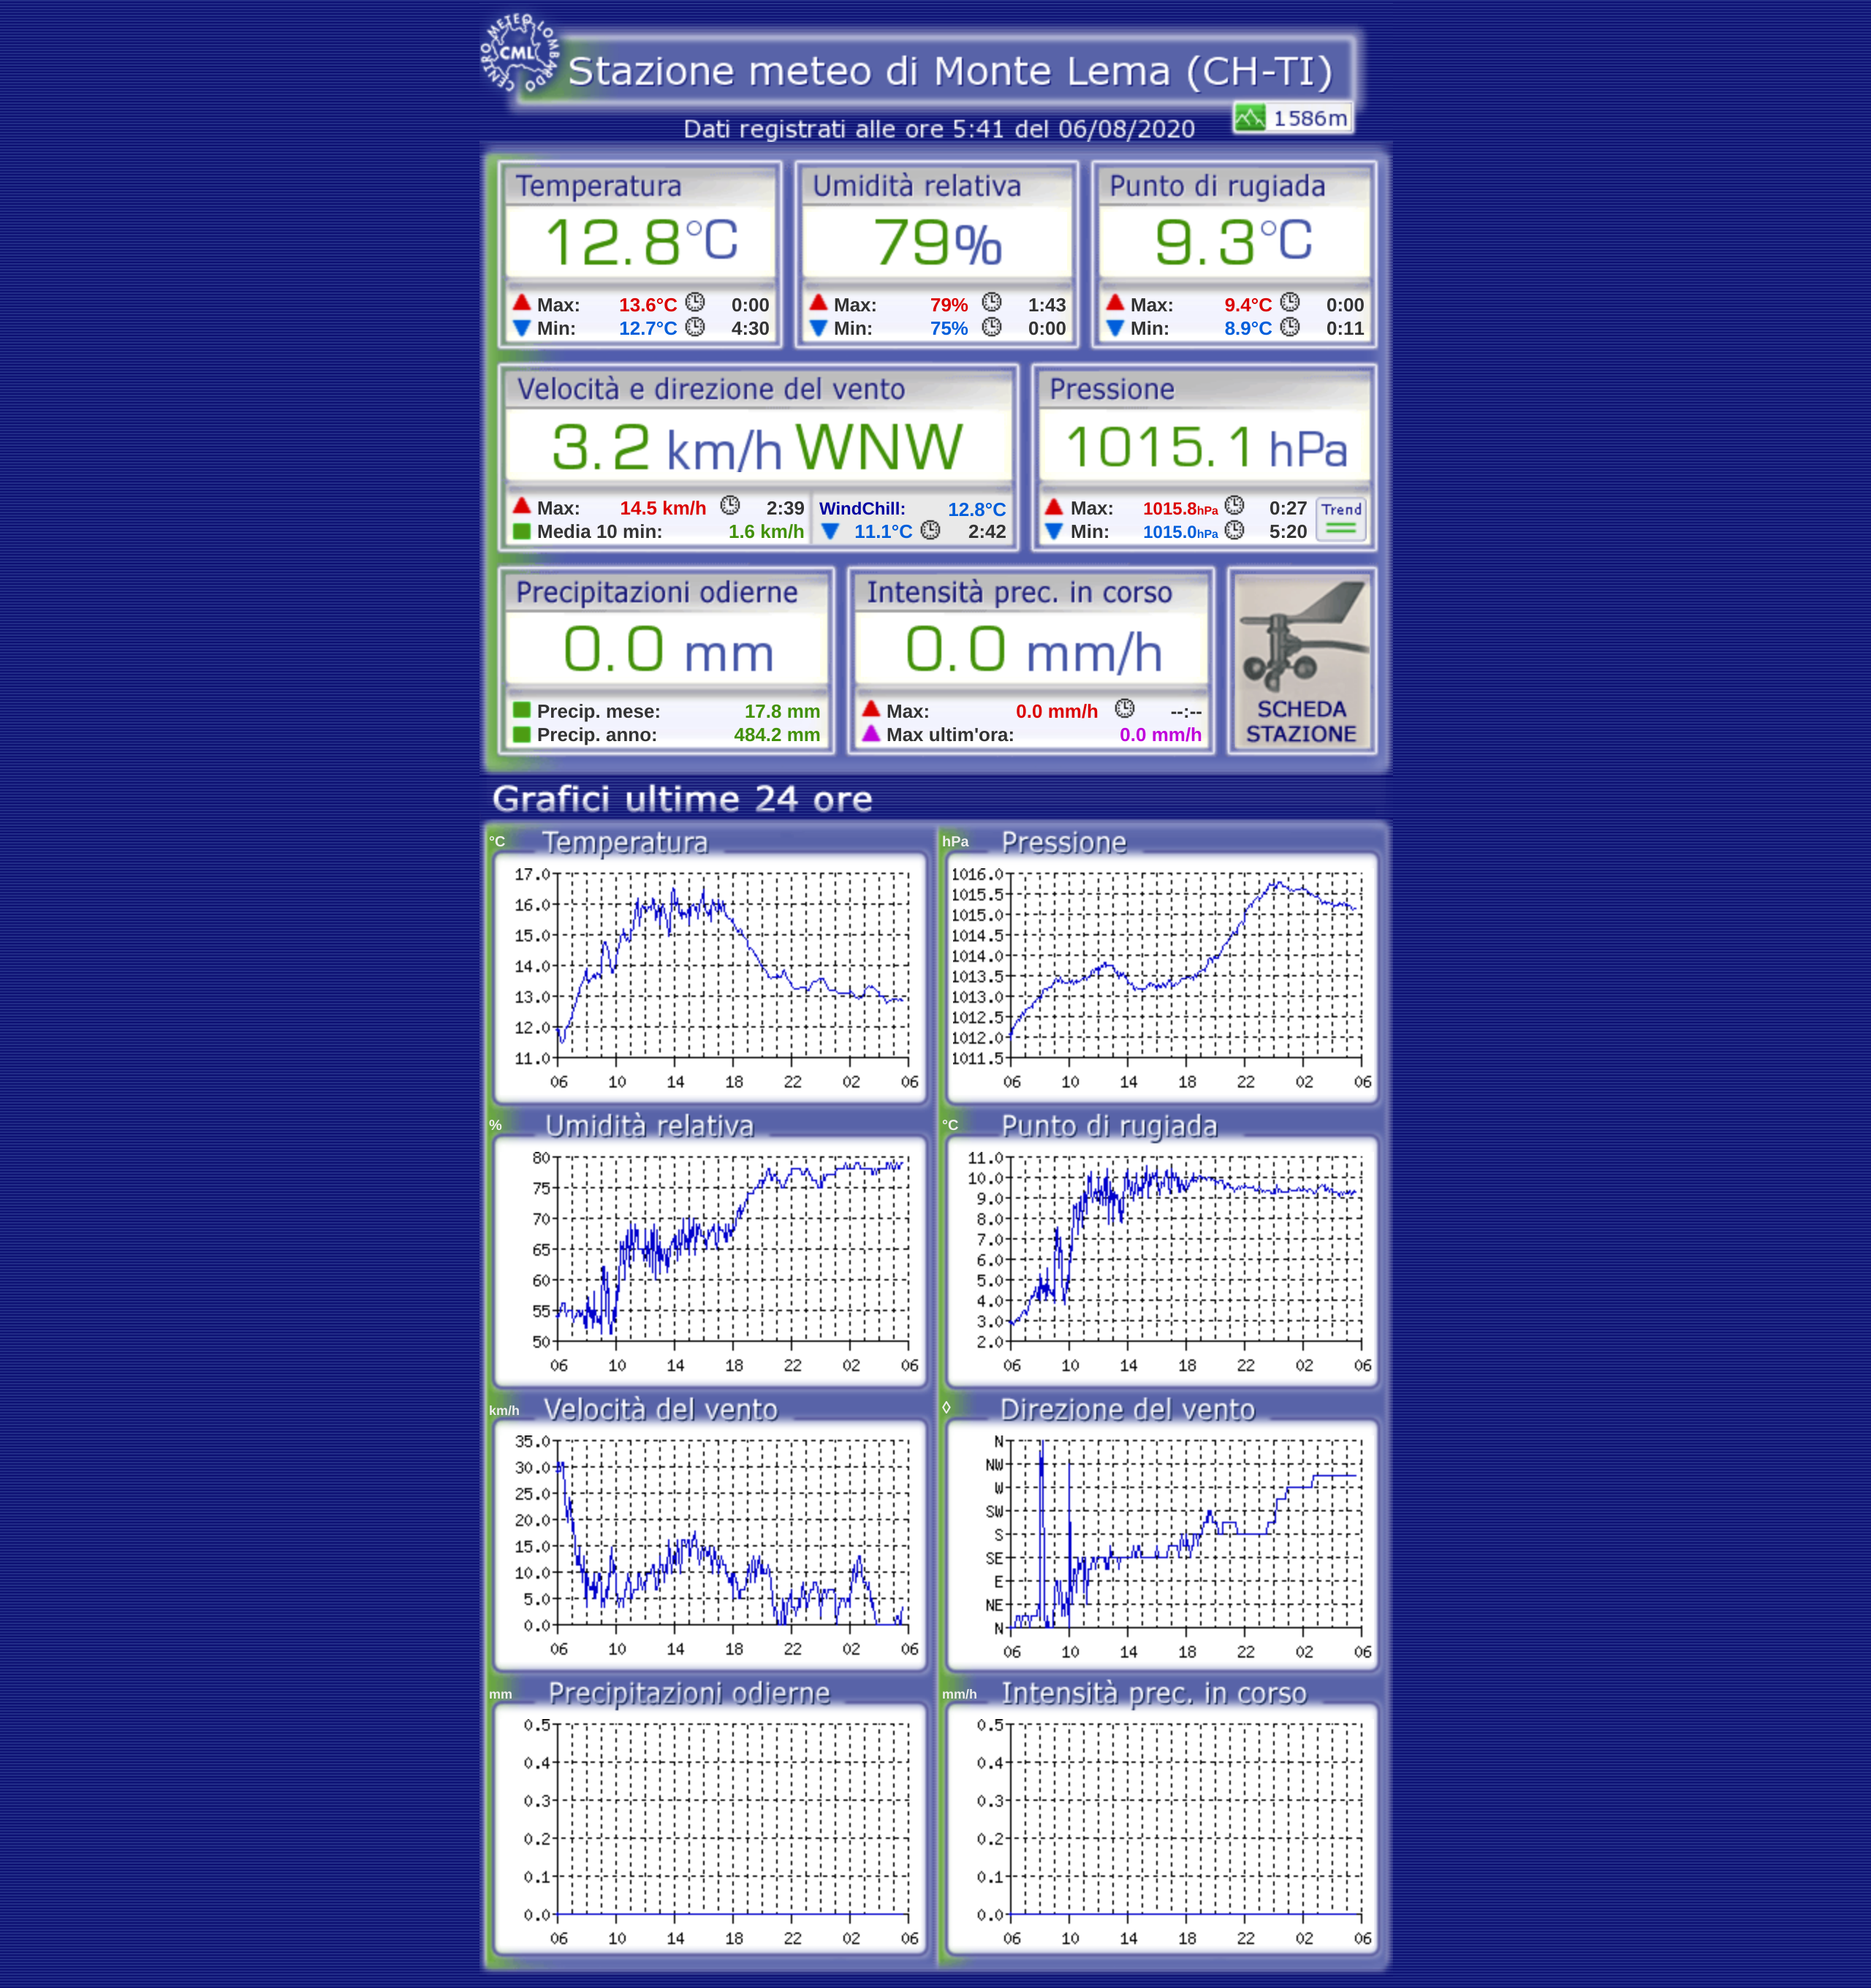 CENTRO METEO LOMBARDO
CML
Stazione meteo di Monte Lema (CH-TI)
1586m
Dati registrati alle ore 5:41 del 06/08/2020
Temperatura
12.8°C
Max: 13.6°C 0:00
Min: 12.7°C 4:30
Umidità relativa
79%
Max: 79% 1:43
Min: 75% 0:00
Punto di rugiada
9.3°C
Max: 9.4°C 0:00
Min: 8.9°C 0:11
Velocità e direzione del vento
3.2 km/h WNW
Max: 14.5 km/h 2:39
Media 10 min: 1.6 km/h
WindChill: 12.8°C
11.1°C 2:42
Pressione
1015.1 hPa
Max: 1015.8hPa 0:27
Min: 1015.0hPa 5:20
Trend
Precipitazioni odierne
0.0 mm
Precip. mese: 17.8 mm
Precip. anno: 484.2 mm
Intensità prec. in corso
0.0 mm/h
Max: 0.0 mm/h --:--
Max ultim'ora: 0.0 mm/h
SCHEDA
STAZIONE
Grafici ultime 24 ore
°C Temperatura
17.0
16.0
15.0
14.0
13.0
12.0
11.0
06 10 14 18 22 02 06
hPa Pressione
1016.0
1015.5
1015.0
1014.5
1014.0
1013.5
1013.0
1012.5
1012.0
1011.5
06 10 14 18 22 02 06
% Umidità relativa
80
75
70
65
60
55
50
06 10 14 18 22 02 06
°C Punto di rugiada
11.0
10.0
9.0
8.0
7.0
6.0
5.0
4.0
3.0
2.0
06 10 14 18 22 02 06
km/h Velocità del vento
35.0
30.0
25.0
20.0
15.0
10.0
5.0
0.0
06 10 14 18 22 02 06
◊ Direzione del vento
N
NW
W
SW
S
SE
E
NE
N
06 10 14 18 22 02 06
mm Precipitazioni odierne
0.5
0.4
0.3
0.2
0.1
0.0
06 10 14 18 22 02 06
mm/h Intensità prec. in corso
0.5
0.4
0.3
0.2
0.1
0.0
06 10 14 18 22 02 06